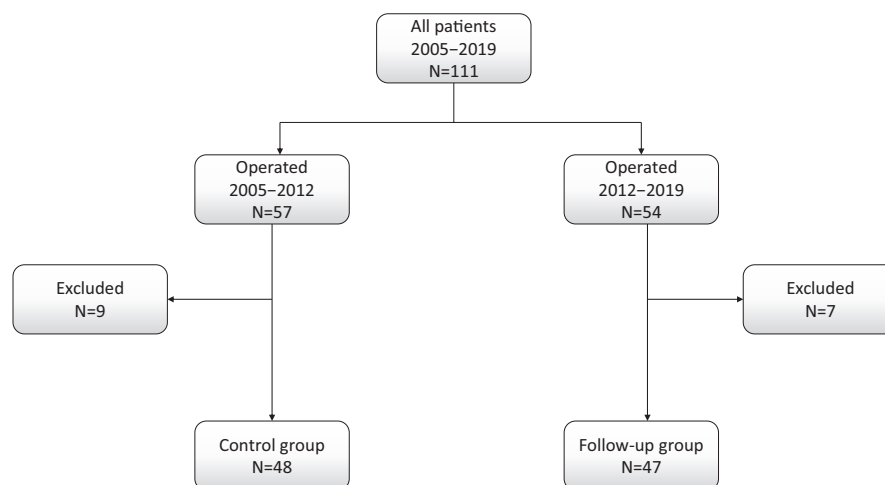 All patients
2005–2019
N=111
Operated
2005–2012
N=57
Operated
2012–2019
N=54
Excluded
N=9
Excluded
N=7
Control group
N=48
Follow-up group
N=47